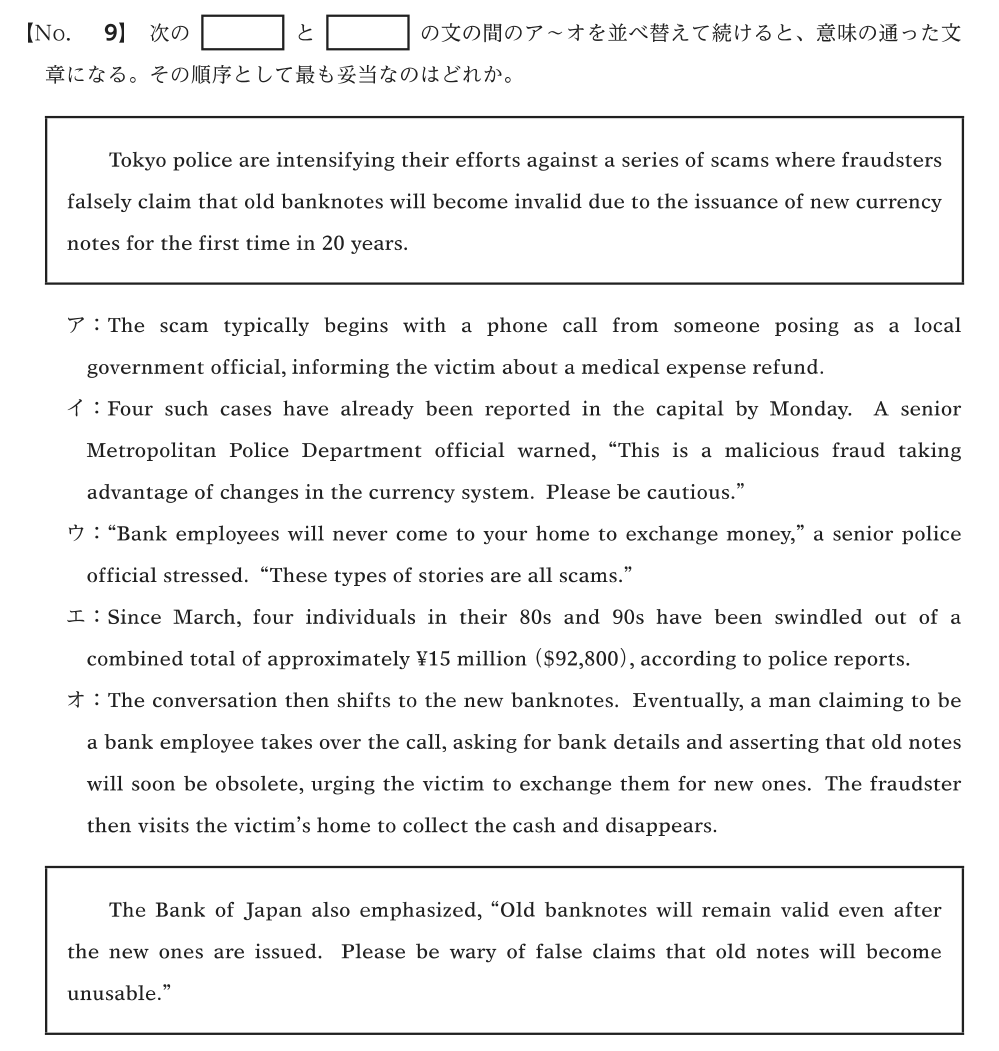 【No. 9】 次の と の文の間のア～オを並べ替えて続けると、意味の通った文
章になる。その順序として最も妥当なのはどれか。
Tokyo police are intensifying their efforts against a series of scams where fraudsters
falsely claim that old banknotes will become invalid due to the issuance of new currency
notes for the first time in 20 years.
ア：The scam typically begins with a phone call from someone posing as a local
government official, informing the victim about a medical expense refund.
イ：Four such cases have already been reported in the capital by Monday. A senior
Metropolitan Police Department official warned, “This is a malicious fraud taking
advantage of changes in the currency system. Please be cautious.”
ウ：“Bank employees will never come to your home to exchange money,” a senior police
official stressed. “These types of stories are all scams.”
エ：Since March, four individuals in their 80s and 90s have been swindled out of a
combined total of approximately ¥15 million ($92,800), according to police reports.
オ：The conversation then shifts to the new banknotes. Eventually, a man claiming to be
a bank employee takes over the call, asking for bank details and asserting that old notes
will soon be obsolete, urging the victim to exchange them for new ones. The fraudster
then visits the victim’s home to collect the cash and disappears.
The Bank of Japan also emphasized, “Old banknotes will remain valid even after
the new ones are issued. Please be wary of false claims that old notes will become
unusable.”